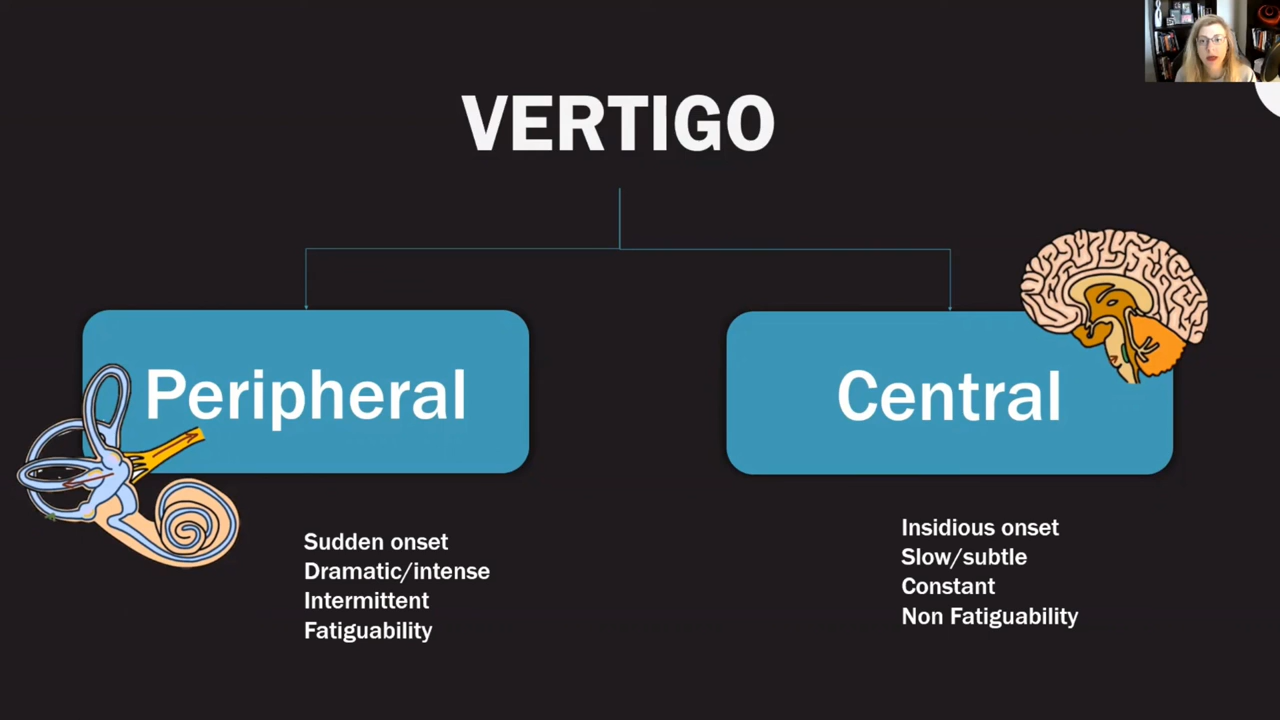 VERTIGO
Peripheral
Central
Sudden onset
Dramatic/intense
Intermittent
Fatiguability
Insidious onset
Slow/subtle
Constant
Non Fatiguability